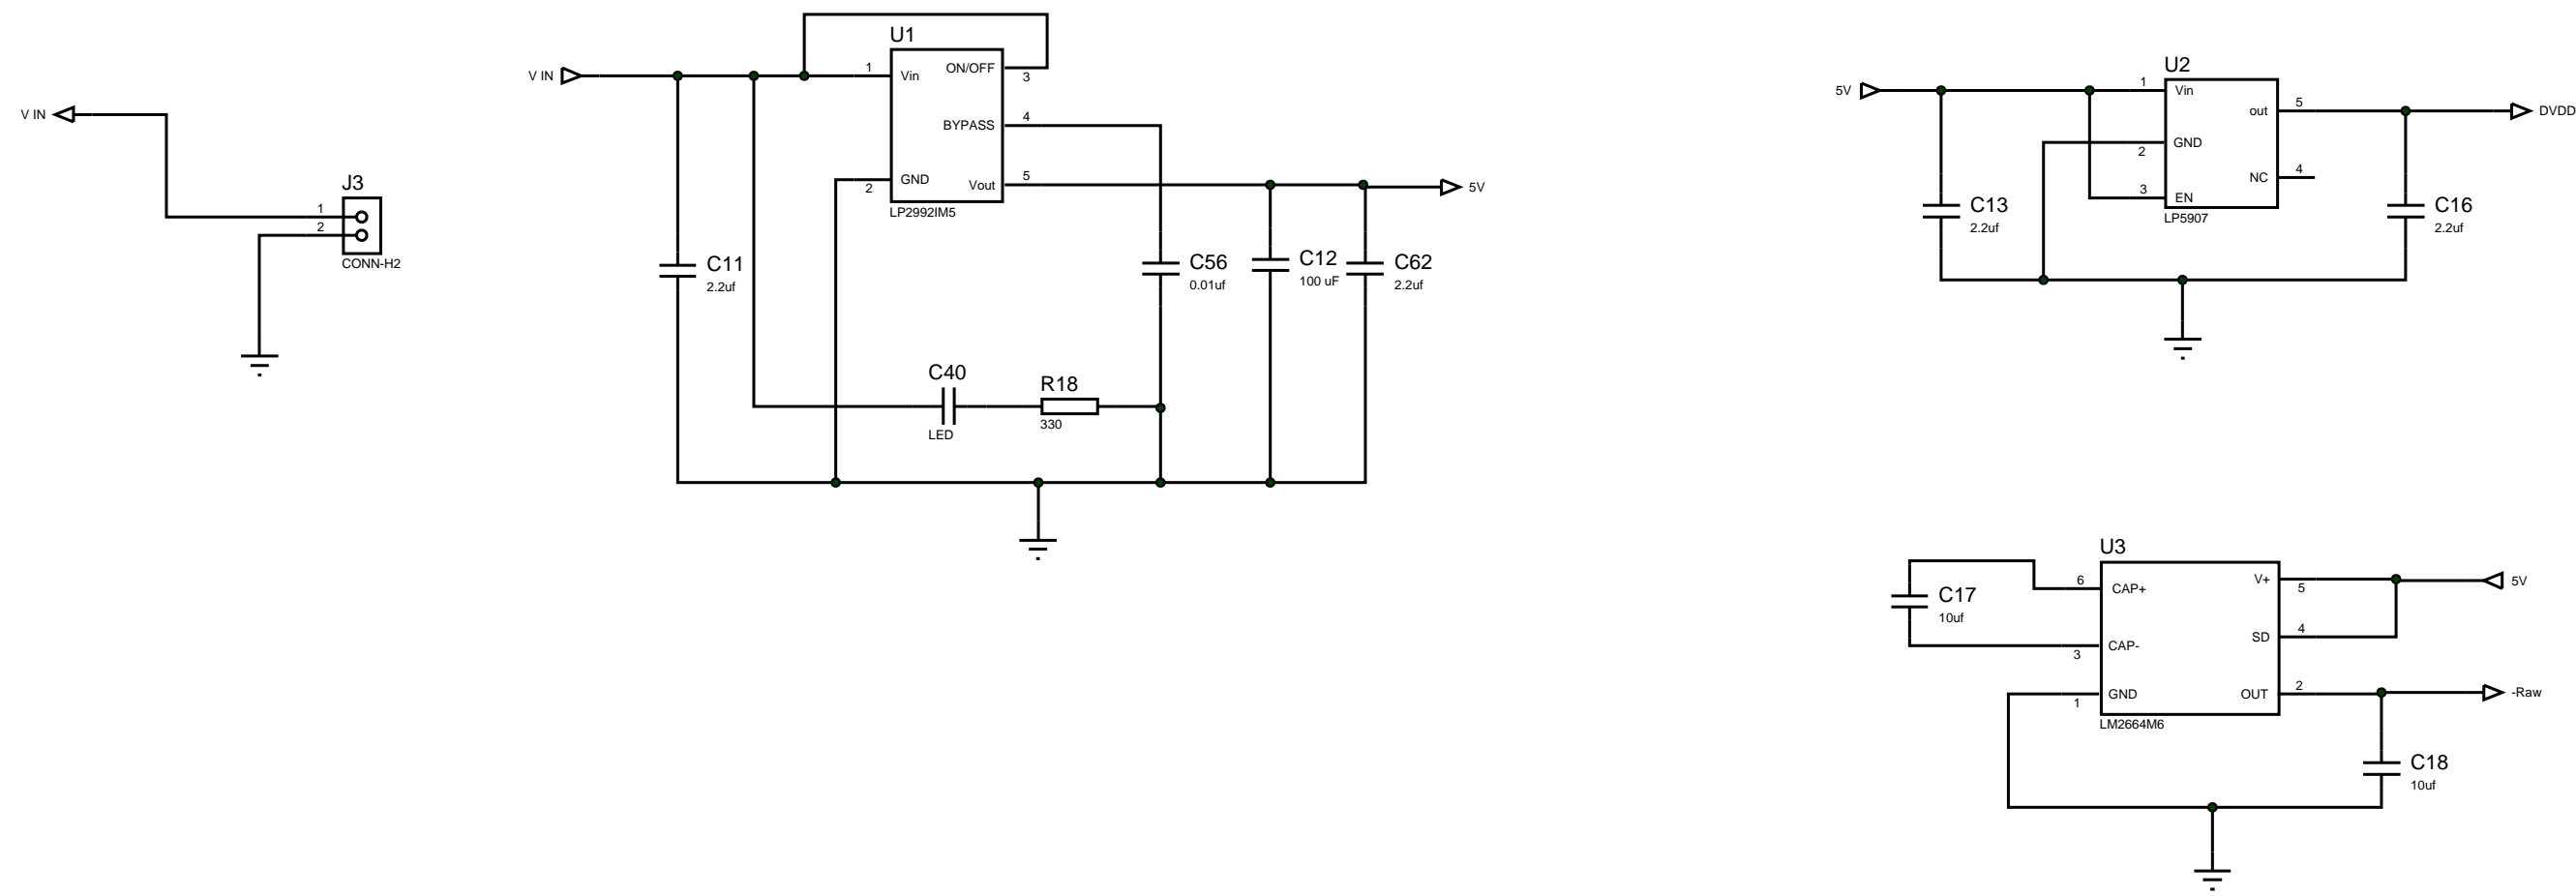 V IN
J3
1
2
CONN-H2
V IN
U1
1
Vin
ON/OFF
3
BYPASS
4
GND
2
Vout
5
LP2992IM5
5V
C11
2.2uf
C56
0.01uf
C12
100 uF
C62
2.2uf
C40
LED
R18
330
5V
U2
1
Vin
out
5
DVDD
GND
2
NC
4
3
EN
LP5907
C13
2.2uf
C16
2.2uf
U3
6
CAP+
V+
5
5V
C17
10uf
SD
4
CAP-
3
GND
1
OUT
2
-Raw
LM2664M6
C18
10uf